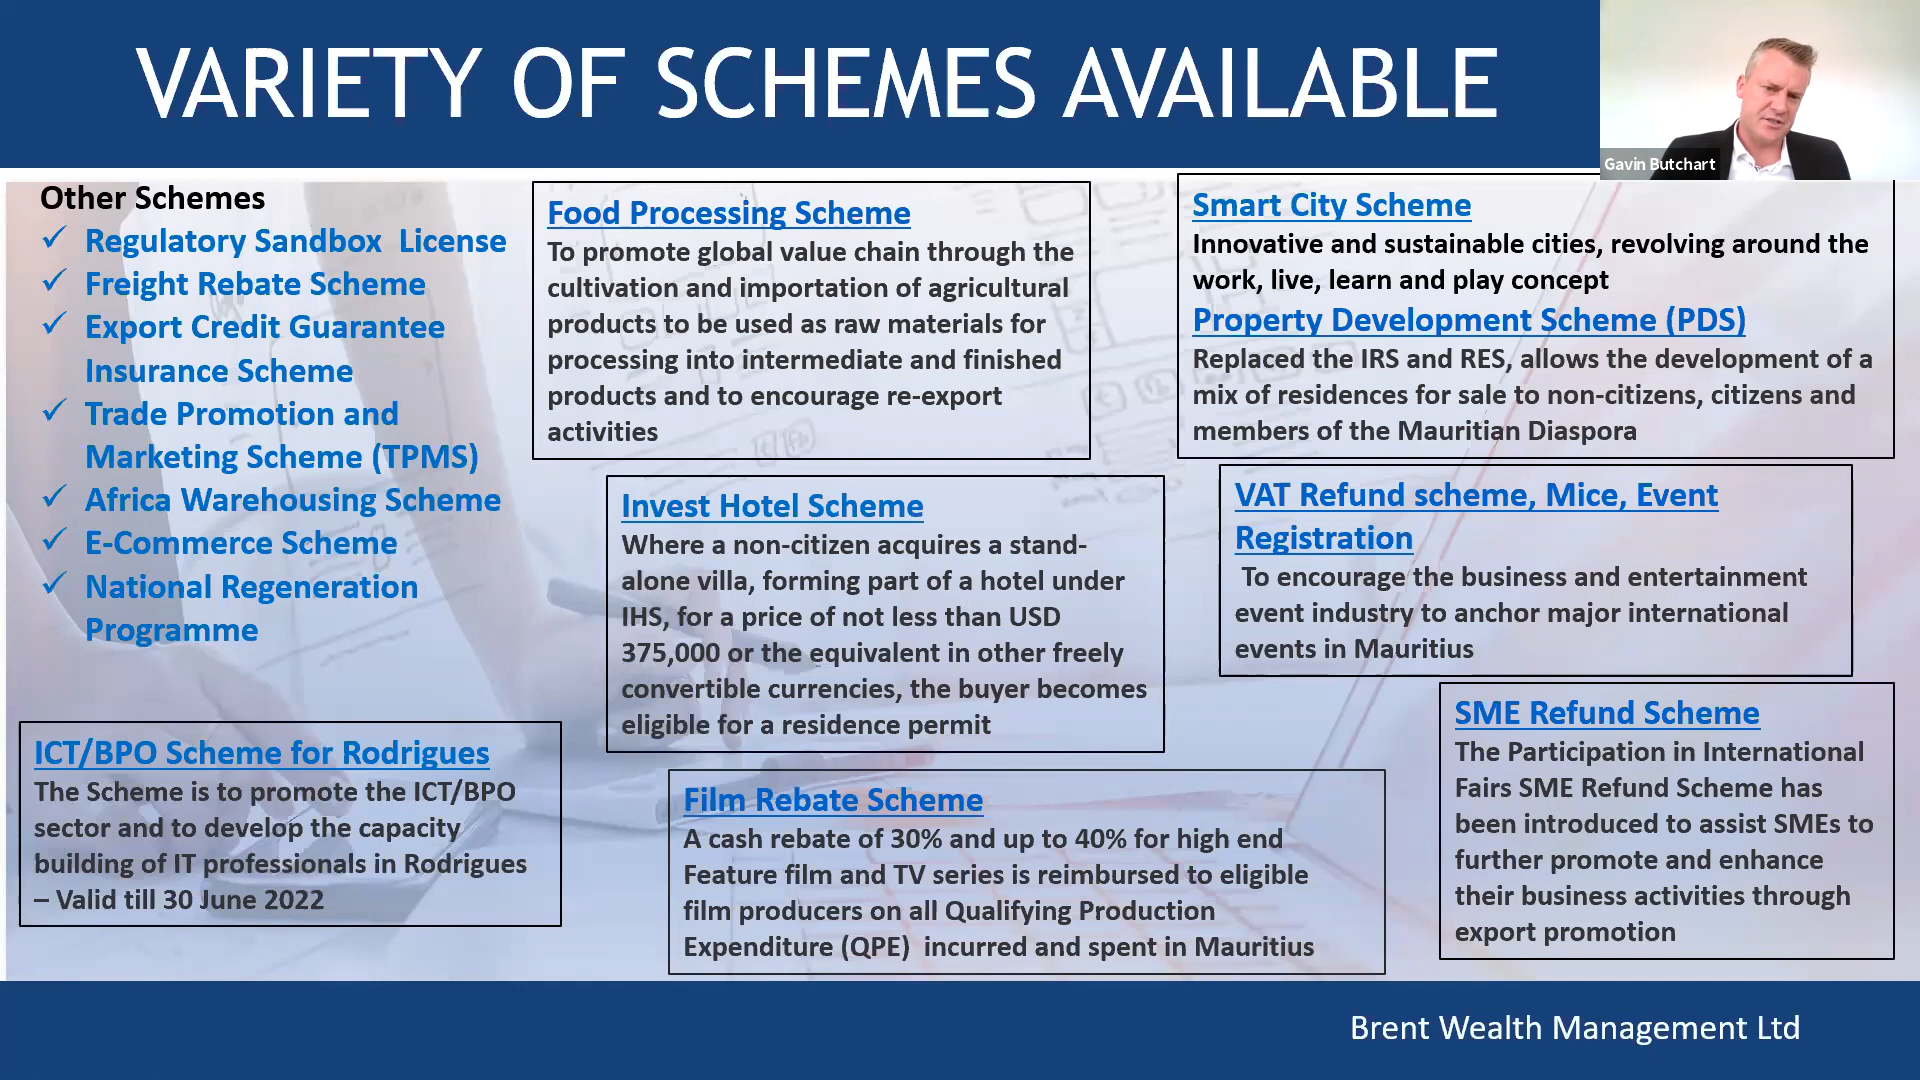 VARIETY OF SCHEMES AVAILABLE
Gavin Butchart
Other Schemes
✓ Regulatory Sandbox License
✓ Freight Rebate Scheme
✓ Export Credit Guarantee
Insurance Scheme
✓ Trade Promotion and
Marketing Scheme (TPMS)
✓ Africa Warehousing Scheme
✓ E-Commerce Scheme
✓ National Regeneration
Programme
ICT/BPO Scheme for Rodrigues
The Scheme is to promote the ICT/BPO
sector and to develop the capacity
building of IT professionals in Rodrigues
– Valid till 30 June 2022
Food Processing Scheme
To promote global value chain through the
cultivation and importation of agricultural
products to be used as raw materials for
processing into intermediate and finished
products and to encourage re-export
activities
Invest Hotel Scheme
Where a non-citizen acquires a stand-
alone villa, forming part of a hotel under
IHS, for a price of not less than USD
375,000 or the equivalent in other freely
convertible currencies, the buyer becomes
eligible for a residence permit
Film Rebate Scheme
A cash rebate of 30% and up to 40% for high end
Feature film and TV series is reimbursed to eligible
film producers on all Qualifying Production
Expenditure (QPE) incurred and spent in Mauritius
Smart City Scheme
Innovative and sustainable cities, revolving around the
work, live, learn and play concept
Property Development Scheme (PDS)
Replaced the IRS and RES, allows the development of a
mix of residences for sale to non-citizens, citizens and
members of the Mauritian Diaspora
VAT Refund scheme, Mice, Event
Registration
To encourage the business and entertainment
event industry to anchor major international
events in Mauritius
SME Refund Scheme
The Participation in International
Fairs SME Refund Scheme has
been introduced to assist SMEs to
further promote and enhance
their business activities through
export promotion
Brent Wealth Management Ltd